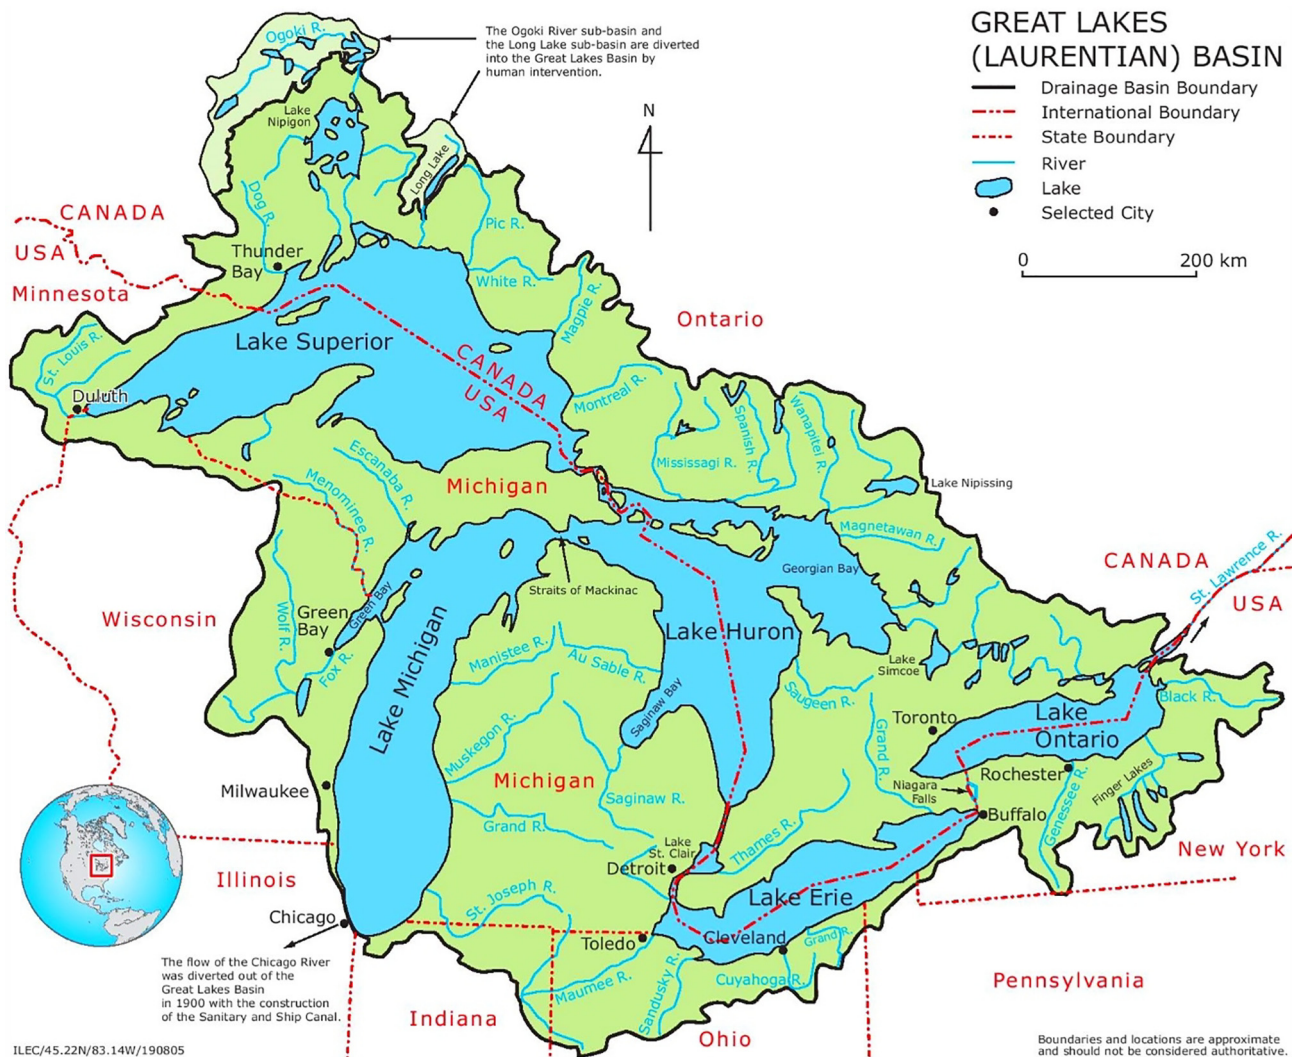 GREAT LAKES
(LAURENTIAN) BASIN
Drainage Basin Boundary
International Boundary
State Boundary
River
Lake
Selected City
0
200 km
N
The Ogoki River sub-basin and
the Long Lake sub-basin are diverted
into the Great Lakes Basin by
human intervention.
Ogoki R.
Lake
Nipigon
Long Lake
Dog R.
Pic R.
CANADA
USA
Thunder
Bay
White R.
Minnesota
Magpie R.
Ontario
St. Louis R.
Lake Superior
CANADA
USA
Duluth
Montreal R.
Spanish R.
Wanapitei R.
Escanaba R.
Mississagi R.
Menominee R.
Michigan
Lake Nipissing
Magnetawan R.
Georgian Bay
Straits of Mackinac
CANADA
St. Lawrence R.
USA
Wisconsin
Green
Bay
Green Bay
Wolf R.
Fox R.
Lake Michigan
Lake Huron
Manistee R.
Au Sable R.
Saginaw Bay
Lake
Simcoe
Saugeen R.
Black R.
Toronto
Lake
Ontario
Grand R.
Muskegon R.
Michigan
Rochester
Niagara
Falls
Finger Lakes
Milwaukee
Saginaw R.
Buffalo
Genessee R.
Grand R.
Thames R.
Lake
St. Clair
Detroit
New York
Illinois
Lake Erie
St. Joseph R.
Chicago
Toledo
Cleveland
Grand R.
Cuyahoga R.
Pennsylvania
Maumee R.
Sandusky R.
The flow of the Chicago River
was diverted out of the
Great Lakes Basin
in 1900 with the construction
of the Sanitary and Ship Canal.
Indiana
Ohio
ILEC/45.22N/83.14W/190805
Boundaries and locations are approximate
and should not be considered authoritative.